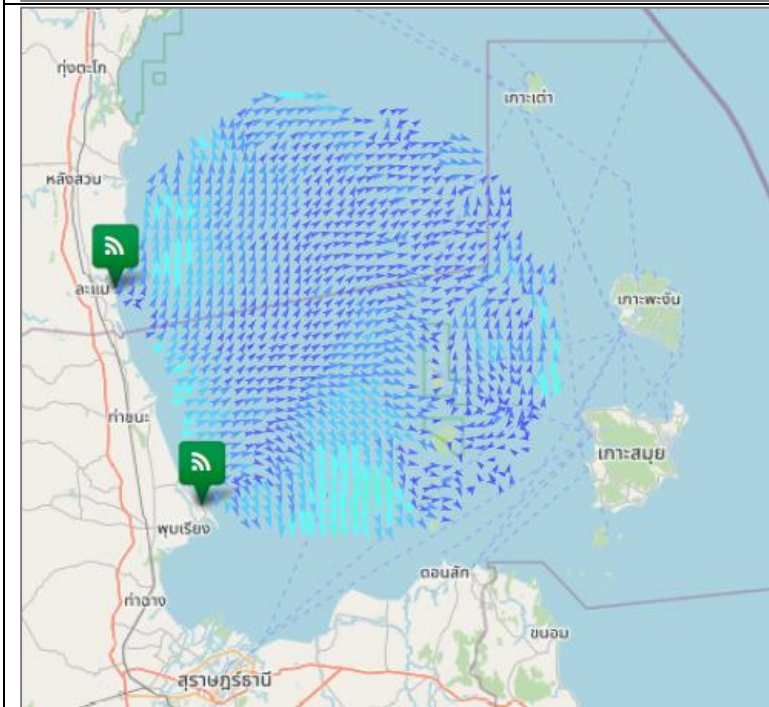 ทุ่งตะโก
เกาะเต่า
หลังสวน
ละแม
เกาะพะงัน
ท่าชนะ
เกาะสมุย
พุมเรียง
ดอนสัก
ท่าฉาง
ขนอม
สุราษฎร์ธานี